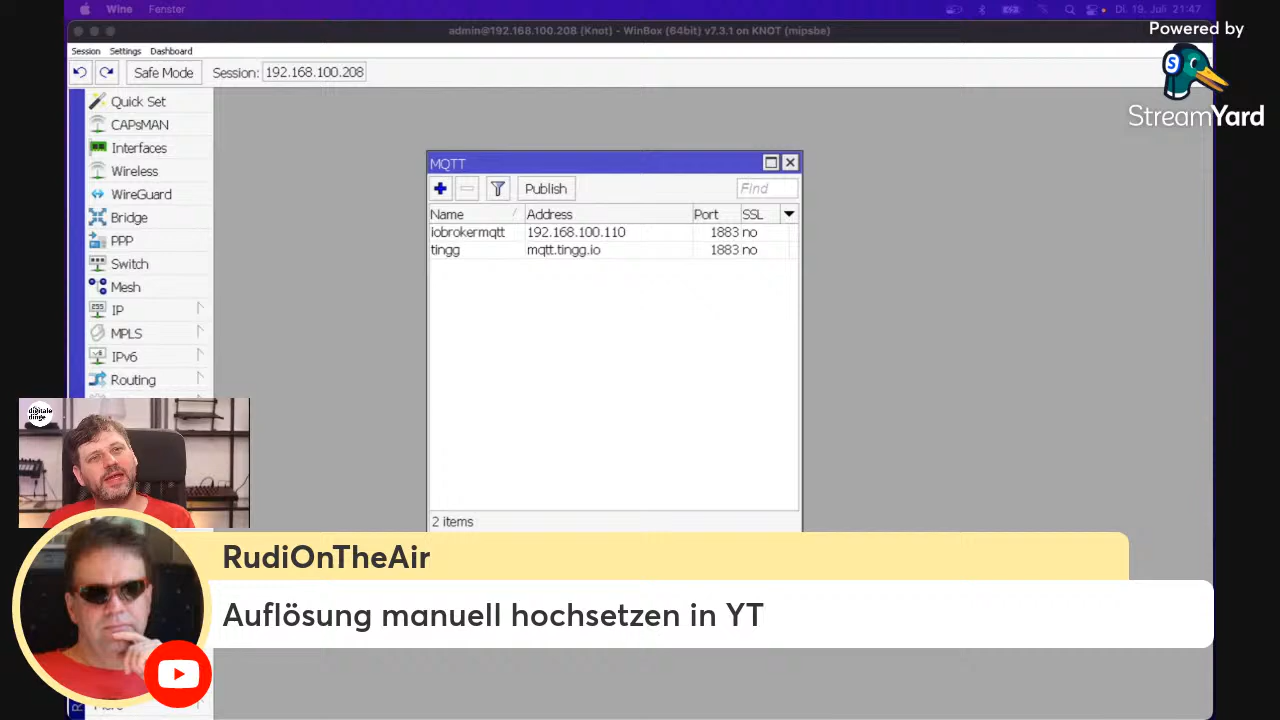 Wine Fenster
Di. 19. Juli 21:47
admin@192.168.100.208 (Knot) - WinBox (64bit) v7.3.1 on KNOT (mipsbe)
Powered by
StreamYard
Session Settings Dashboard
Safe Mode Session: 192.168.100.208
Quick Set
CAPsMAN
Interfaces
Wireless
WireGuard
Bridge
PPP
Switch
Mesh
IP
MPLS
IPv6
Routing
MQTT
Publish Find
Name Address Port SSL
iobrokermqtt 192.168.100.110 1883 no
tingg mqtt.tingg.io 1883 no
2 items
digitale
dinge
RudiOnTheAir
Auflösung manuell hochsetzen in YT